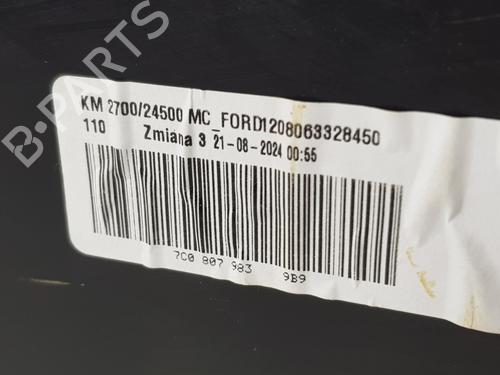 B-PARTS
KM 2700/24500 MC_FORD1208063328450
110 Zmiana 3 21-08-2024 00:55
7C0 807 983 9B9